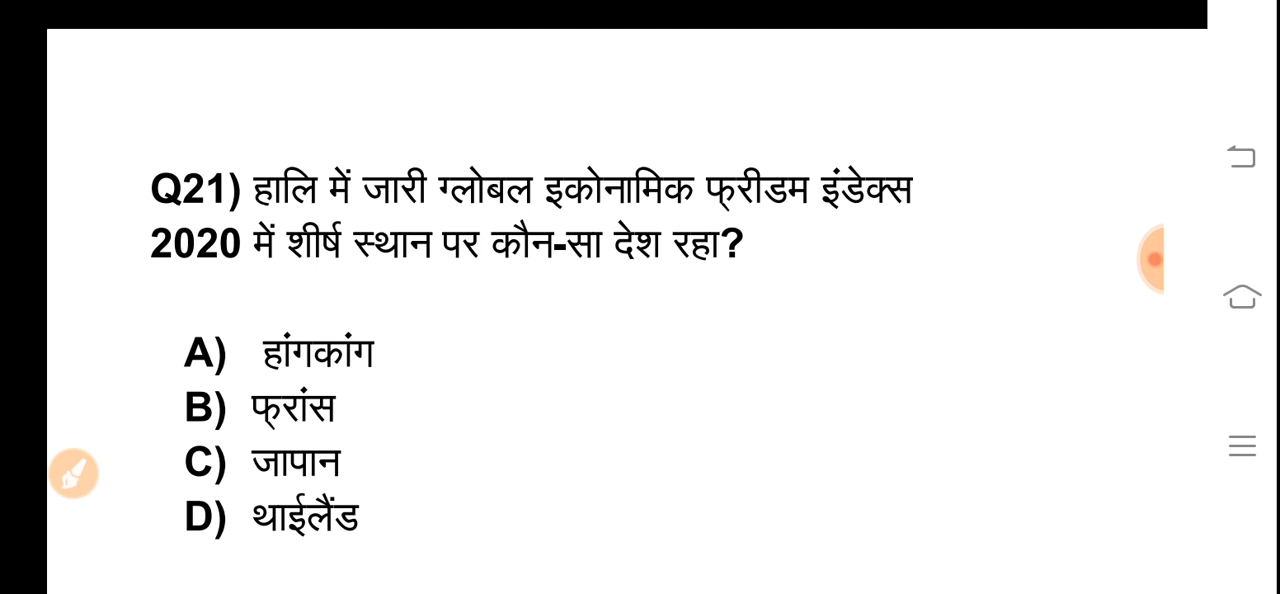 Q21) हालि में जारी ग्लोबल इकोनामिक फ्रीडम इंडेक्स
2020 में शीर्ष स्थान पर कौन-सा देश रहा?
A) हांगकांग
B) फ्रांस
C) जापान
D) थाईलैंड